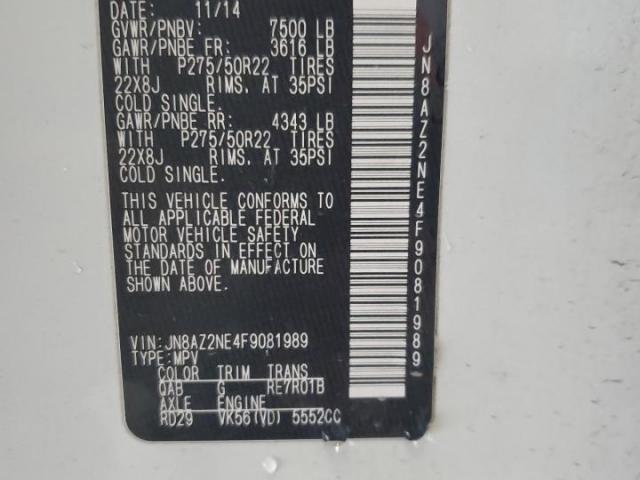 DATE: 11/14
GVWR/PNBV: 7500 LB
GAWR/PNBE FR: 3616 LB
WITH P275/50R22 TIRES
22X8J RIMS. AT 35PSI
COLD SINGLE.
GAWR/PNBE RR: 4343 LB
WITH P275/50R22 TIRES
22X8J RIMS. AT 35PSI
COLD SINGLE.
THIS VEHICLE CONFORMS TO
ALL APPLICABLE FEDERAL
MOTOR VEHICLE SAFETY
STANDARDS IN EFFECT ON
THE DATE OF MANUFACTURE
SHOWN ABOVE.
VIN: JN8AZ2NE4F9081989
TYPE: MPV
COLOR TRIM TRANS
QAB G RE7R01B
AXLE ENGINE
RD29 VK56(VD) 5552CC
JN8AZ2NE4F9081989